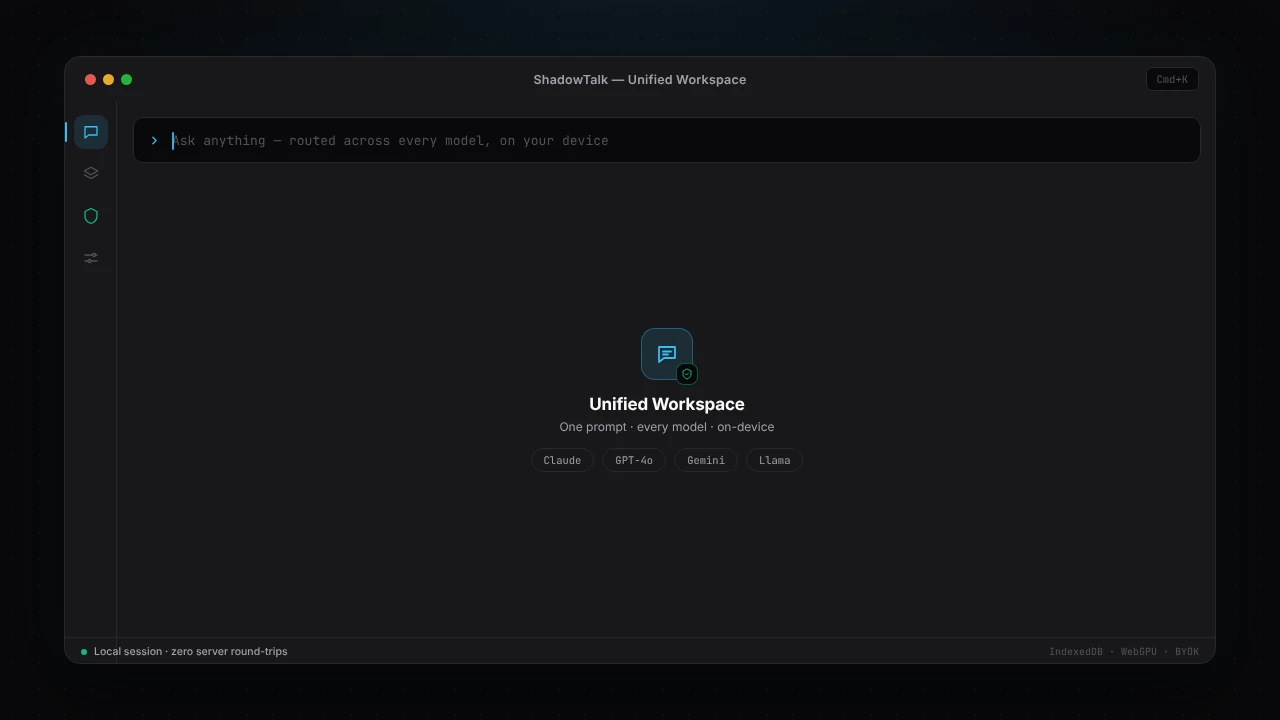 ShadowTalk — Unified Workspace
Cmd+K
Ask anything — routed across every model, on your device
Unified Workspace
One prompt · every model · on-device
Claude
GPT-4o
Gemini
Llama
Local session · zero server round-trips
IndexedDB · WebGPU · BYOK